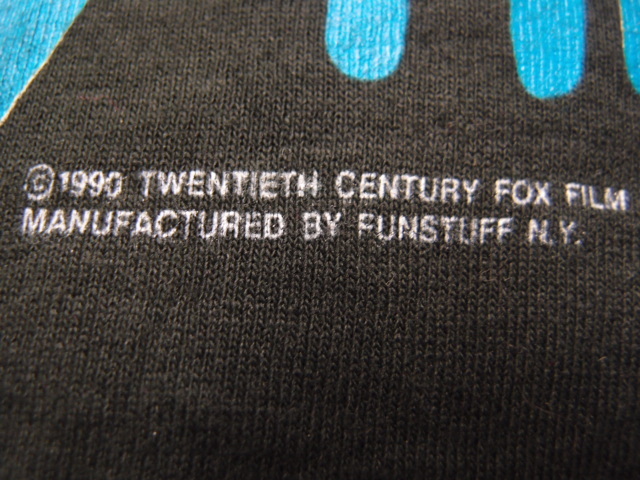 ©1990 TWENTIETH CENTURY FOX FILM
MANUFACTURED BY FUNSTUFF N.Y.